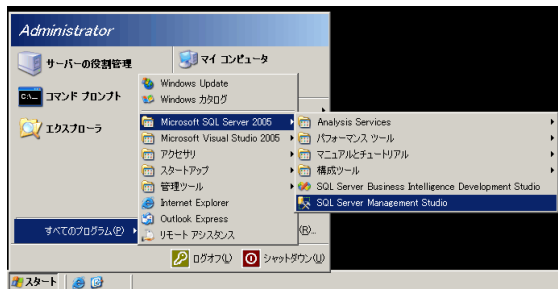 Administrator
サーバーの役割管理
マイ コンピュータ
コマンド プロンプト
エクスプローラ
Windows Update
Windows カタログ
Microsoft SQL Server 2005
Microsoft Visual Studio 2005
アクセサリ
スタートアップ
管理ツール
Internet Explorer
Outlook Express
リモート アシスタンス
Analysis Services
パフォーマンス ツール
マニュアルとチュートリアル
構成ツール
SQL Server Business Intelligence Development Studio
SQL Server Management Studio
すべてのプログラム(P)
(R)...
ログオフ(L)
シャットダウン(U)
スタート